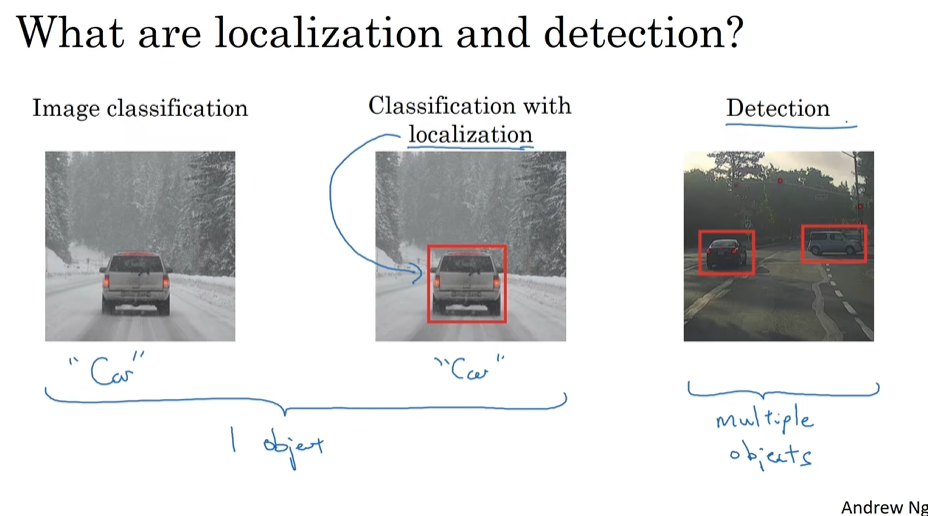 What are localization and detection?
Image classification
Classification with
localization
Detection
"Car"
"Car"
1 object
multiple
objects
Andrew Ng